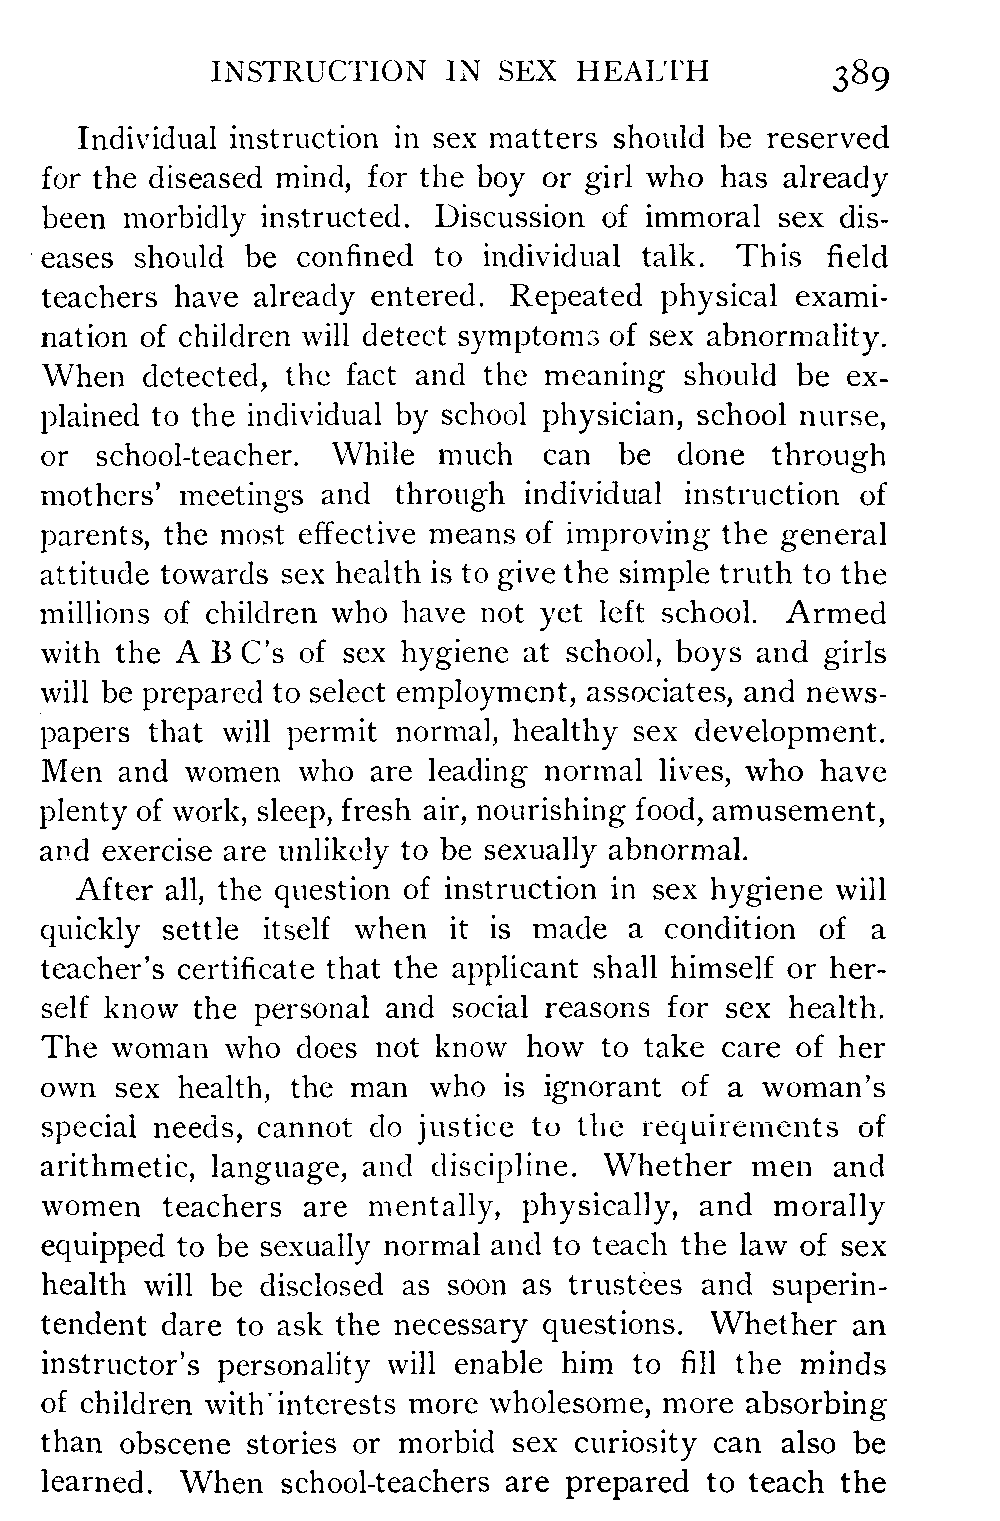 INSTRUCTION IN SEX HEALTH 389
Individual instruction in sex matters should be reserved
for the diseased mind, for the boy or girl who has already
been morbidly instructed. Discussion of immoral sex dis-
eases should be confined to individual talk. This field
teachers have already entered. Repeated physical exami-
nation of children will detect symptoms of sex abnormality.
When detected, the fact and the meaning should be ex-
plained to the individual by school physician, school nurse,
or school-teacher. While much can be done through
mothers' meetings and through individual instruction of
parents, the most effective means of improving the general
attitude towards sex health is to give the simple truth to the
millions of children who have not yet left school. Armed
with the A B C's of sex hygiene at school, boys and girls
will be prepared to select employment, associates, and news-
papers that will permit normal, healthy sex development.
Men and women who are leading normal lives, who have
plenty of work, sleep, fresh air, nourishing food, amusement,
and exercise are unlikely to be sexually abnormal.
After all, the question of instruction in sex hygiene will
quickly settle itself when it is made a condition of a
teacher's certificate that the applicant shall himself or her-
self know the personal and social reasons for sex health.
The woman who does not know how to take care of her
own sex health, the man who is ignorant of a woman's
special needs, cannot do justice to the requirements of
arithmetic, language, and discipline. Whether men and
women teachers are mentally, physically, and morally
equipped to be sexually normal and to teach the law of sex
health will be disclosed as soon as trustees and superin-
tendent dare to ask the necessary questions. Whether an
instructor's personality will enable him to fill the minds
of children with interests more wholesome, more absorbing
than obscene stories or morbid sex curiosity can also be
learned. When school-teachers are prepared to teach the